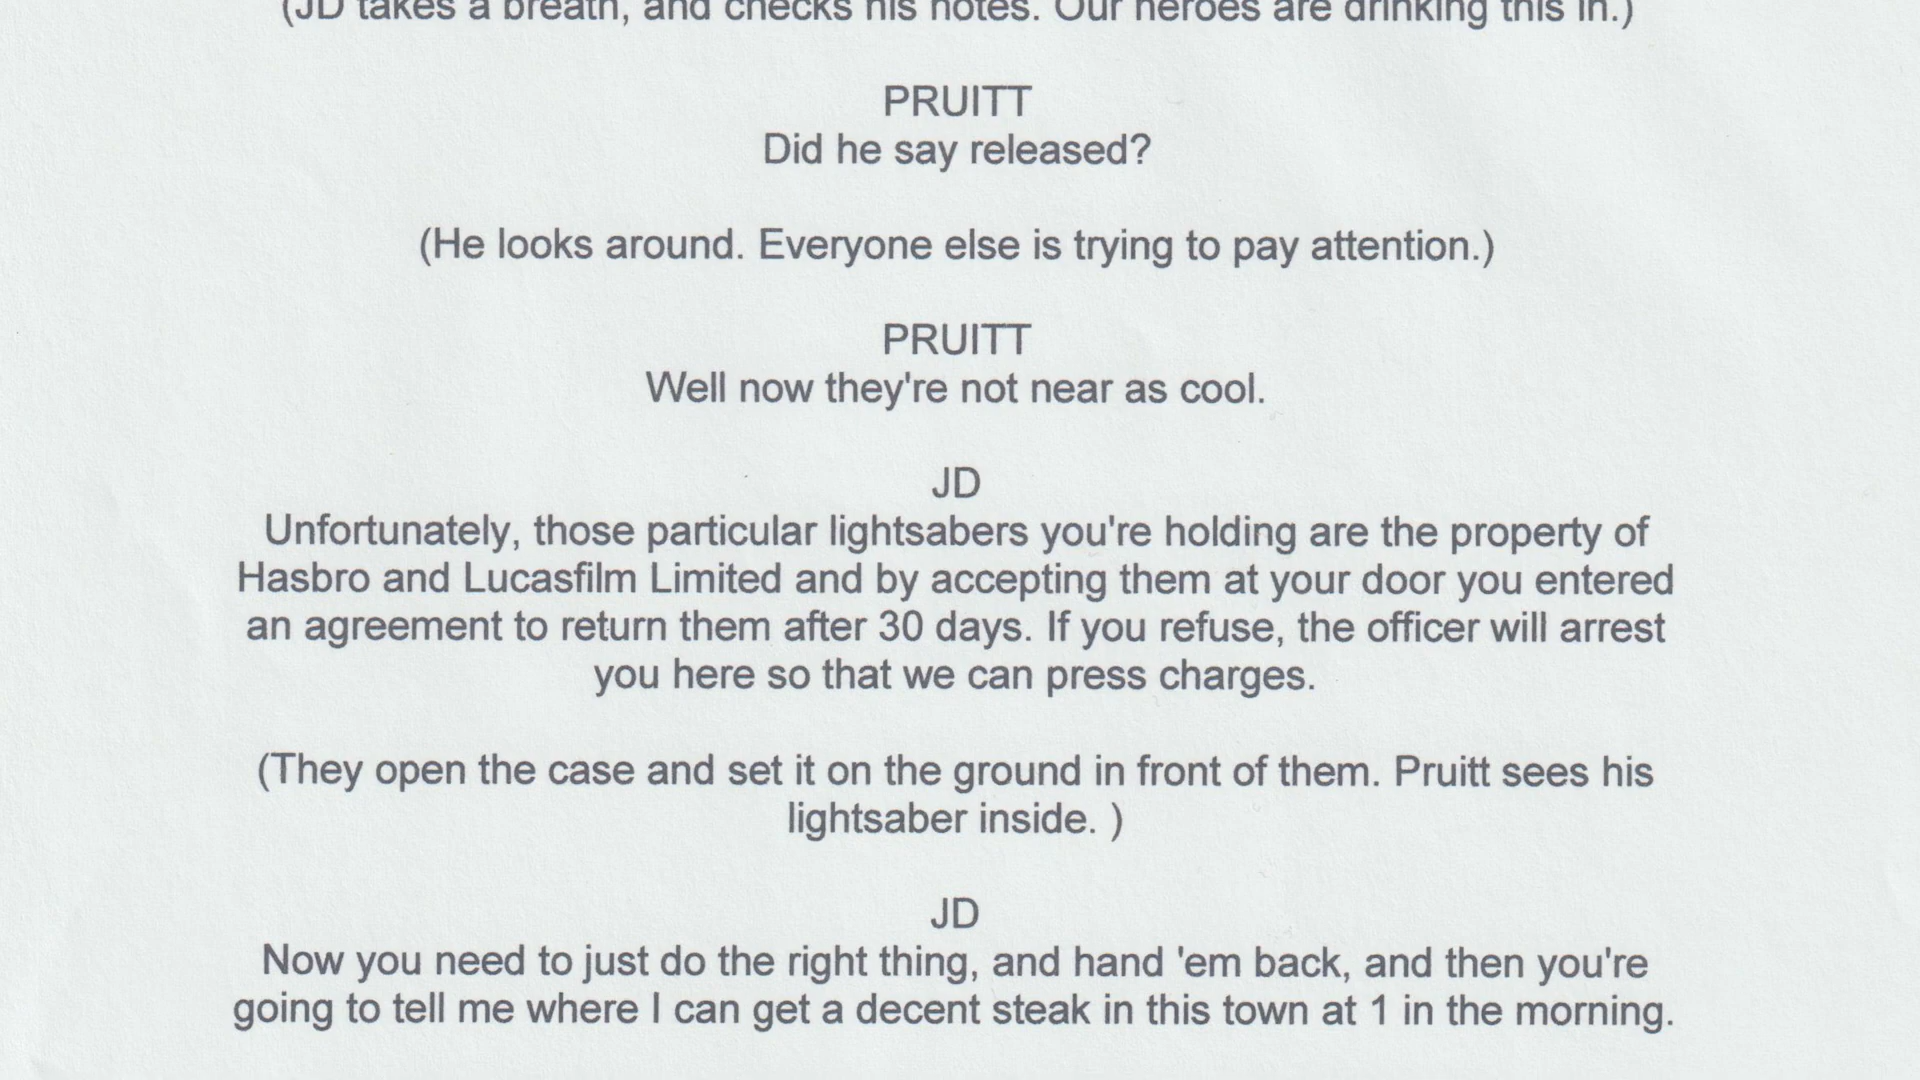 (JD takes a breath, and checks his notes. Our heroes are drinking this in.)
PRUITT
Did he say released?
(He looks around. Everyone else is trying to pay attention.)
PRUITT
Well now they're not near as cool.
JD
Unfortunately, those particular lightsabers you're holding are the property of
Hasbro and Lucasfilm Limited and by accepting them at your door you entered
an agreement to return them after 30 days. If you refuse, the officer will arrest
you here so that we can press charges.
(They open the case and set it on the ground in front of them. Pruitt sees his
lightsaber inside. )
JD
Now you need to just do the right thing, and hand 'em back, and then you're
going to tell me where I can get a decent steak in this town at 1 in the morning.